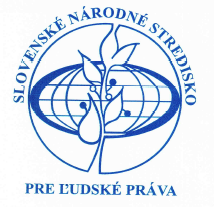 SLOVENSKÉ NÁRODNÉ STREDISKO
PRE ĽUDSKÉ PRÁVA